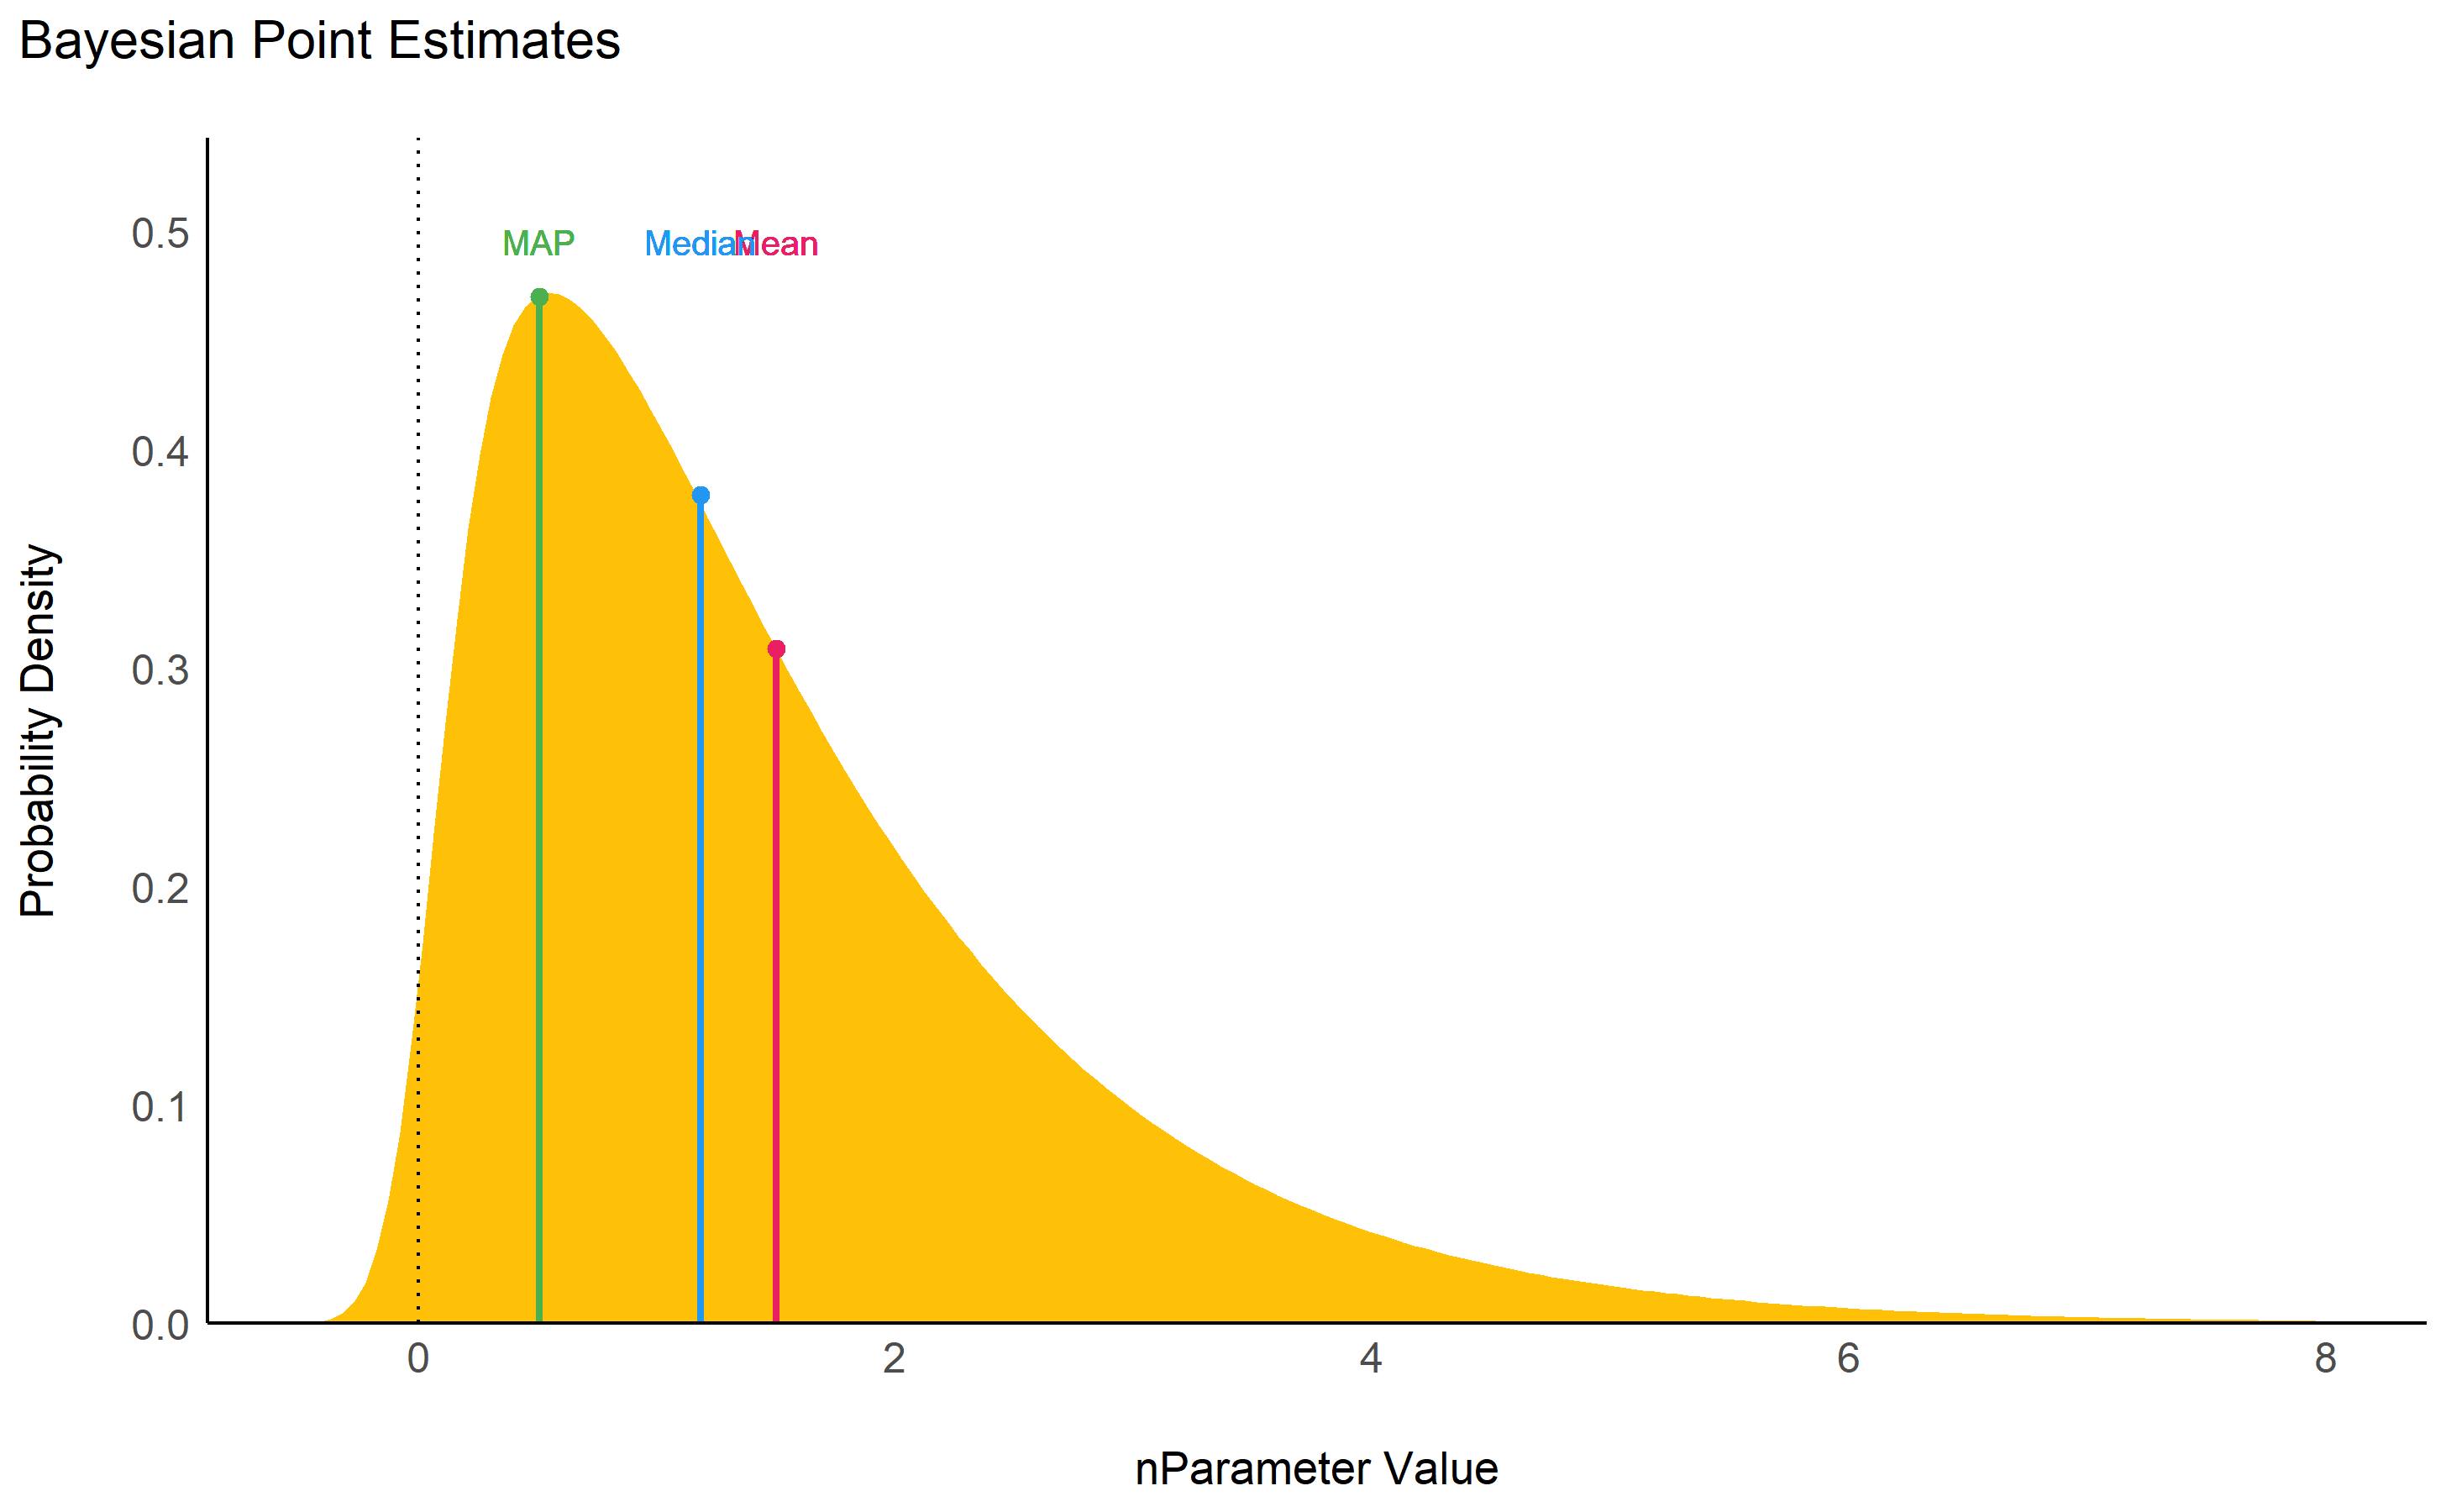 Bayesian Point Estimates
MAP Median Mean
0.5
0.4
0.3
0.2
0.1
0.0
Probability Density
0 2 4 6 8
nParameter Value